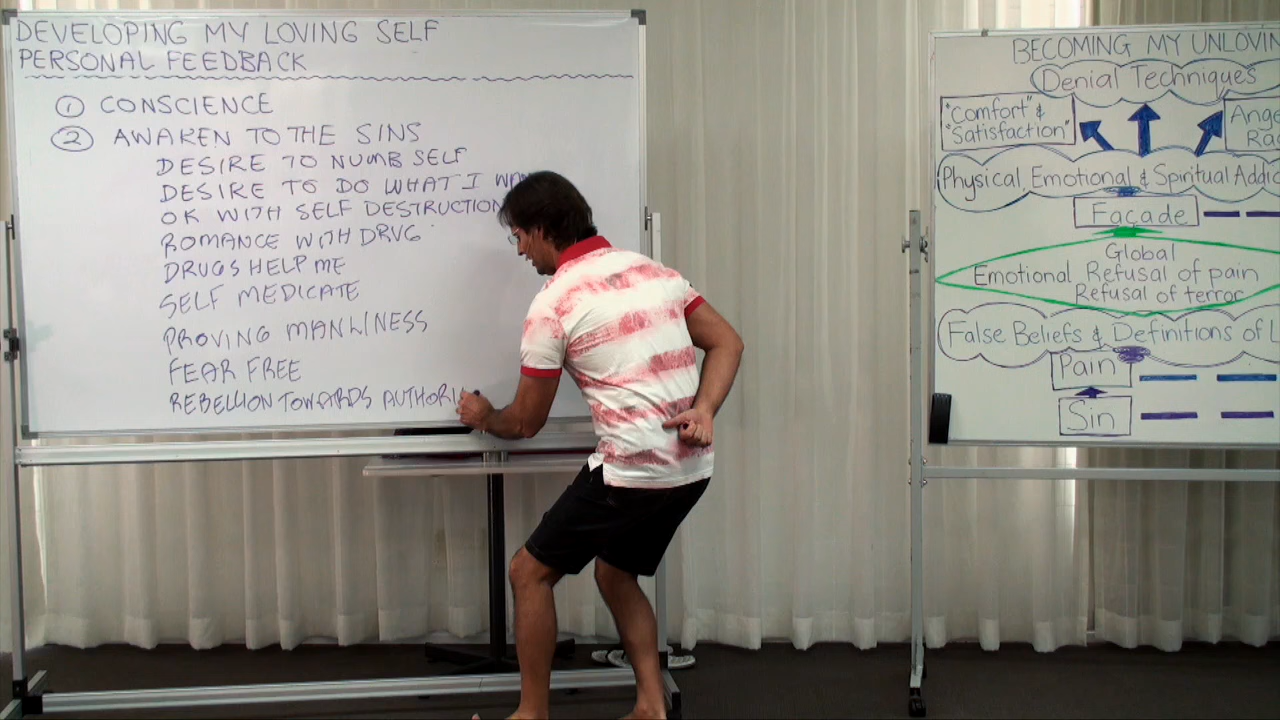 DEVELOPING MY LOVING SELF
PERSONAL FEEDBACK
① CONSCIENCE
② AWAKEN TO THE SINS
DESIRE TO NUMB SELF
DESIRE TO DO WHAT I
OK WITH SELF DESTRUCTION
ROMANCE WITH DRUG
DRUGS HELP ME
SELF MEDICATE
PROVING MANLINESS
FEAR FREE
REBELLION TOWARDS
BECOMING MY
Denial Techniques
"Comfort" &
"Satisfaction"
Physical Emotional & Spiritual
Façade
Global
Emotional Refusal of pain
Refusal of terror
False Beliefs & Definitions of
Pain
Sin